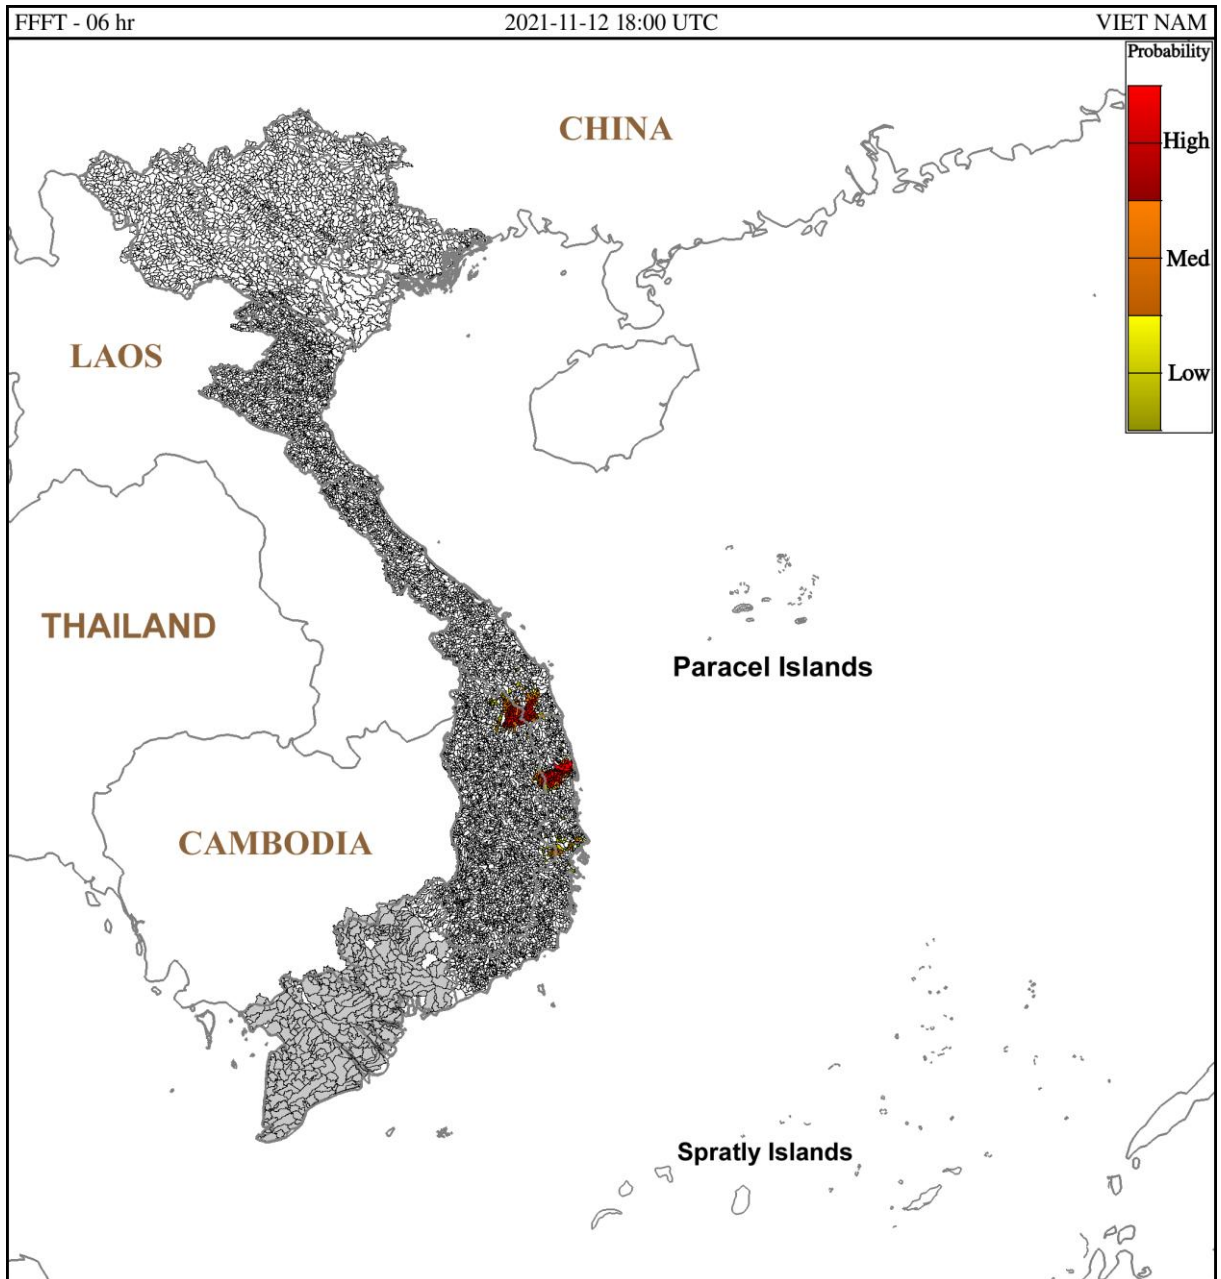 FFFT - 06 hr 2021-11-12 18:00 UTC VIET NAM
Probability
High
Med
Low
CHINA
LAOS
THAILAND
Paracel Islands
CAMBODIA
Spratly Islands